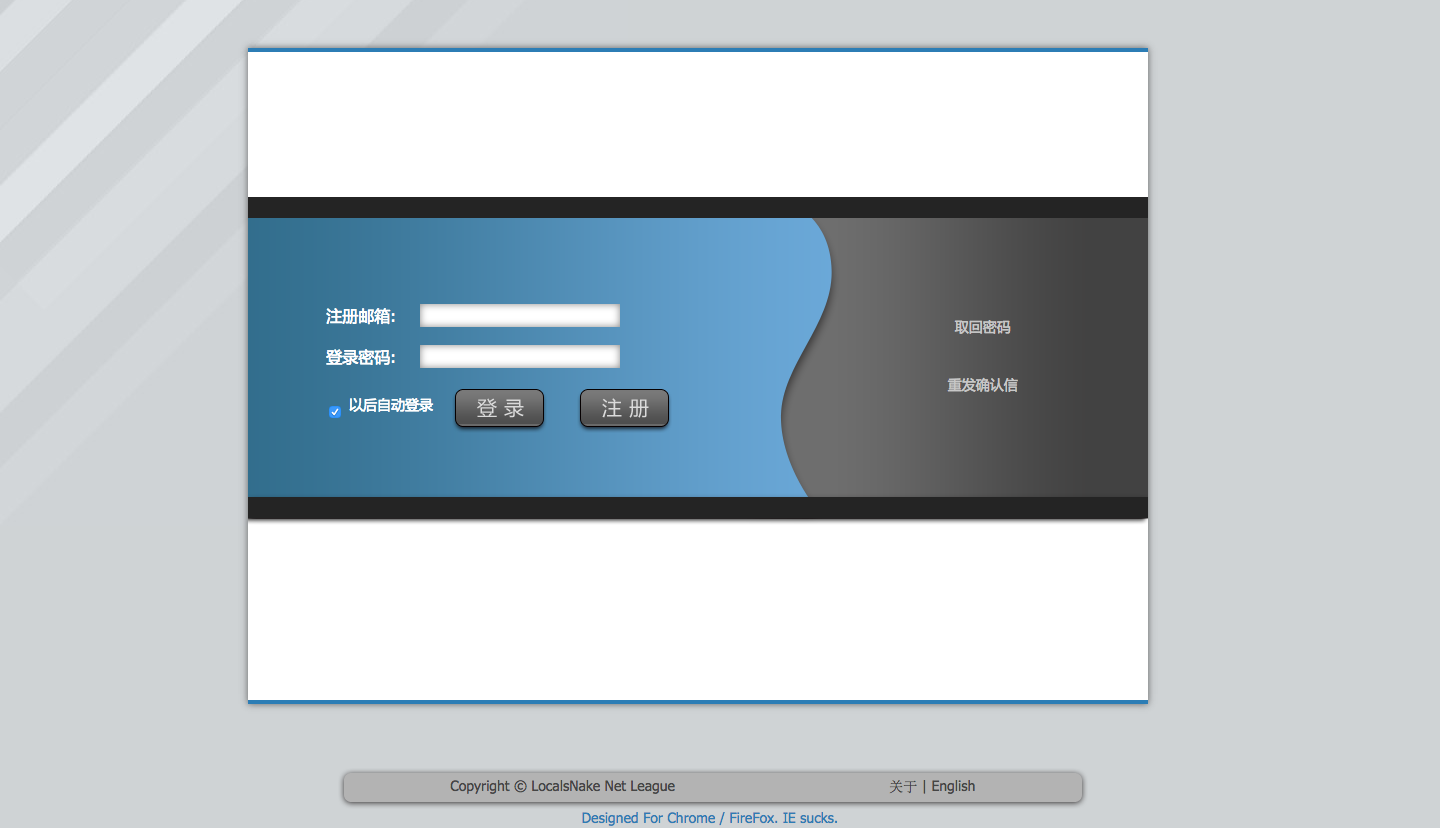 注册邮箱:
登录密码:
以后自动登录
登 录
注 册
取回密码
重发确认信
Copyright © LocalsNake Net League
关于 | English
Designed For Chrome / FireFox. IE sucks.